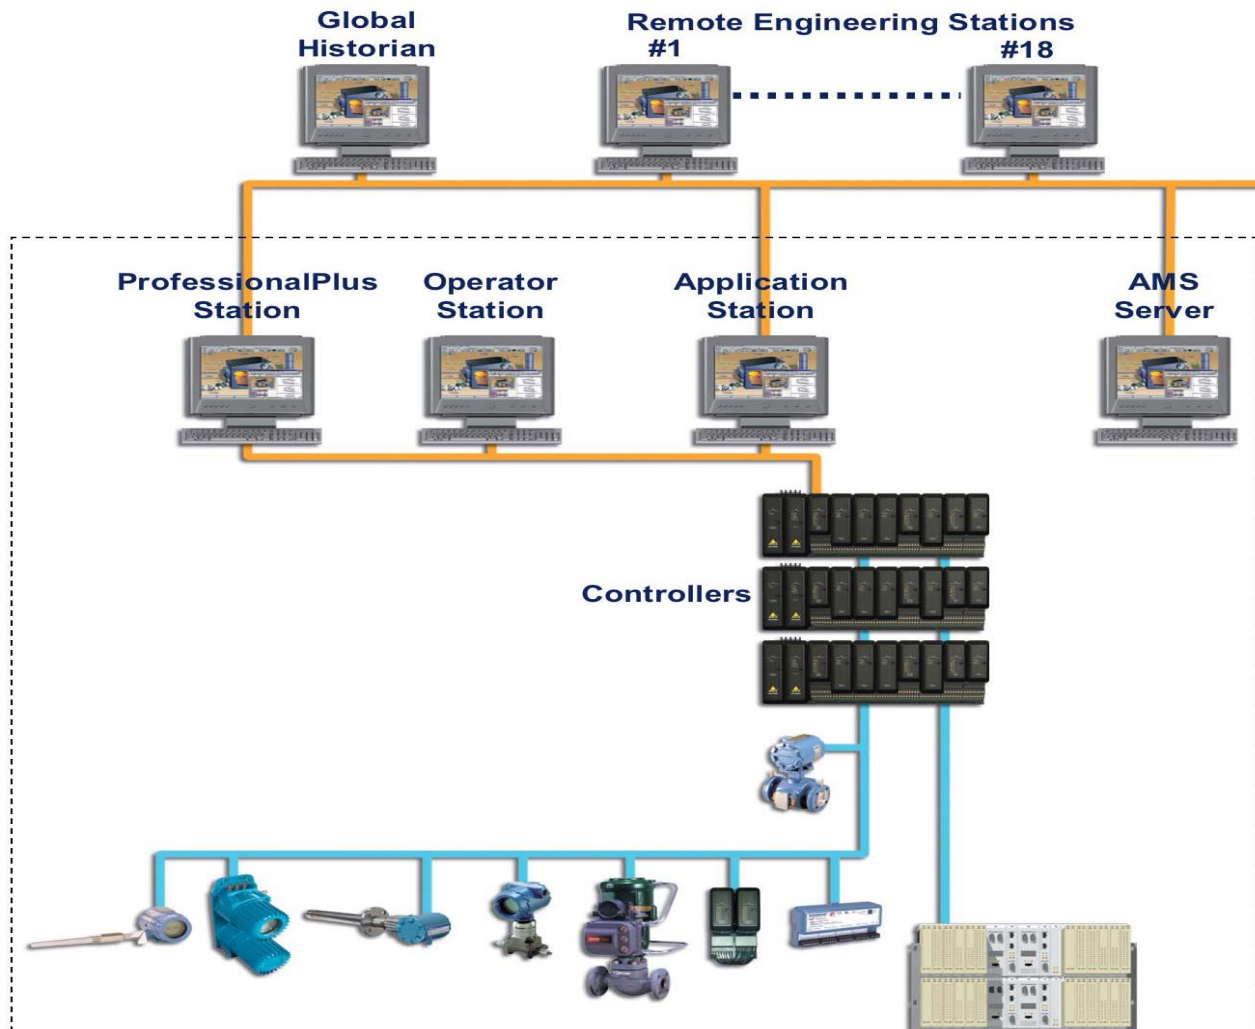 Global
Historian
Remote Engineering Stations
#1
#18
ProfessionalPlus
Station
Operator
Station
Application
Station
AMS
Server
Controllers